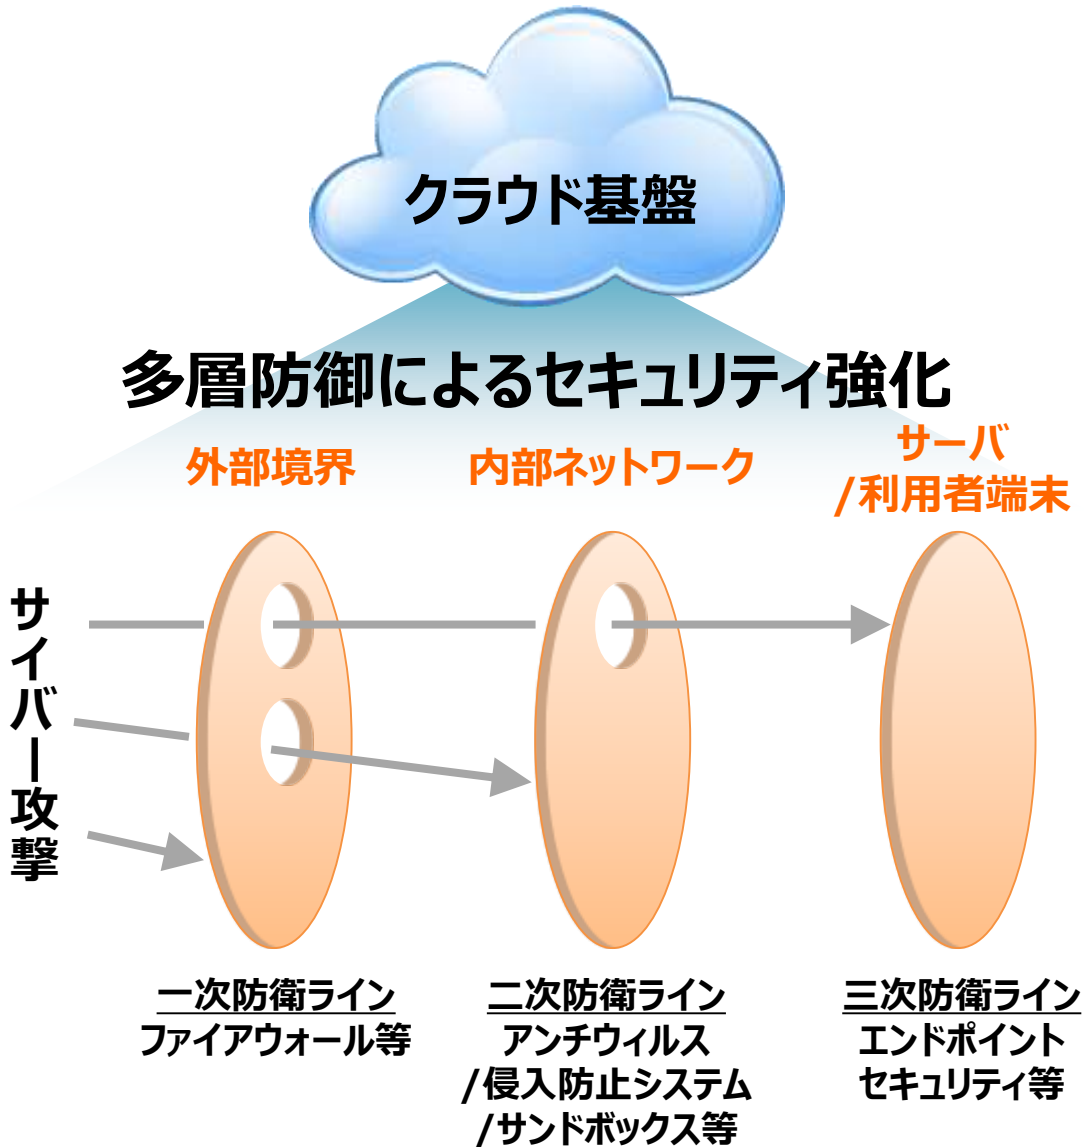 クラウド基盤
多層防御によるセキュリティ強化
外部境界
内部ネットワーク
サーバ
/利用者端末
サイバー攻撃
一次防衛ライン
ファイアウォール等
二次防衛ライン
アンチウィルス
/侵入防止システム
/サンドボックス等
三次防衛ライン
エンドポイント
セキュリティ等